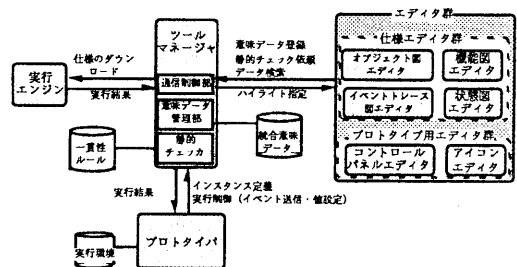 エディタ群
仕様エディタ群
オブジェクト図
エディタ
機能図
エディタ
イベントトレース
図エディタ
状態図
エディタ
プロトタイプ用エディタ群
コントロール
パネルエディタ
アイコン
エディタ
ツール
マネージャ
通信制御部
意味データ
管理部
静的
チェッカ
仕様のダウン
ロード
実行結果
実行
エンジン
意味データ登録
静的チェック依頼
データ検索
ハイライト指定
一貫性
ルール
統合意味
データ
実行結果
インスタンス定義
実行制御（イベント送信・値設定）
プロトタイパ
実行環境